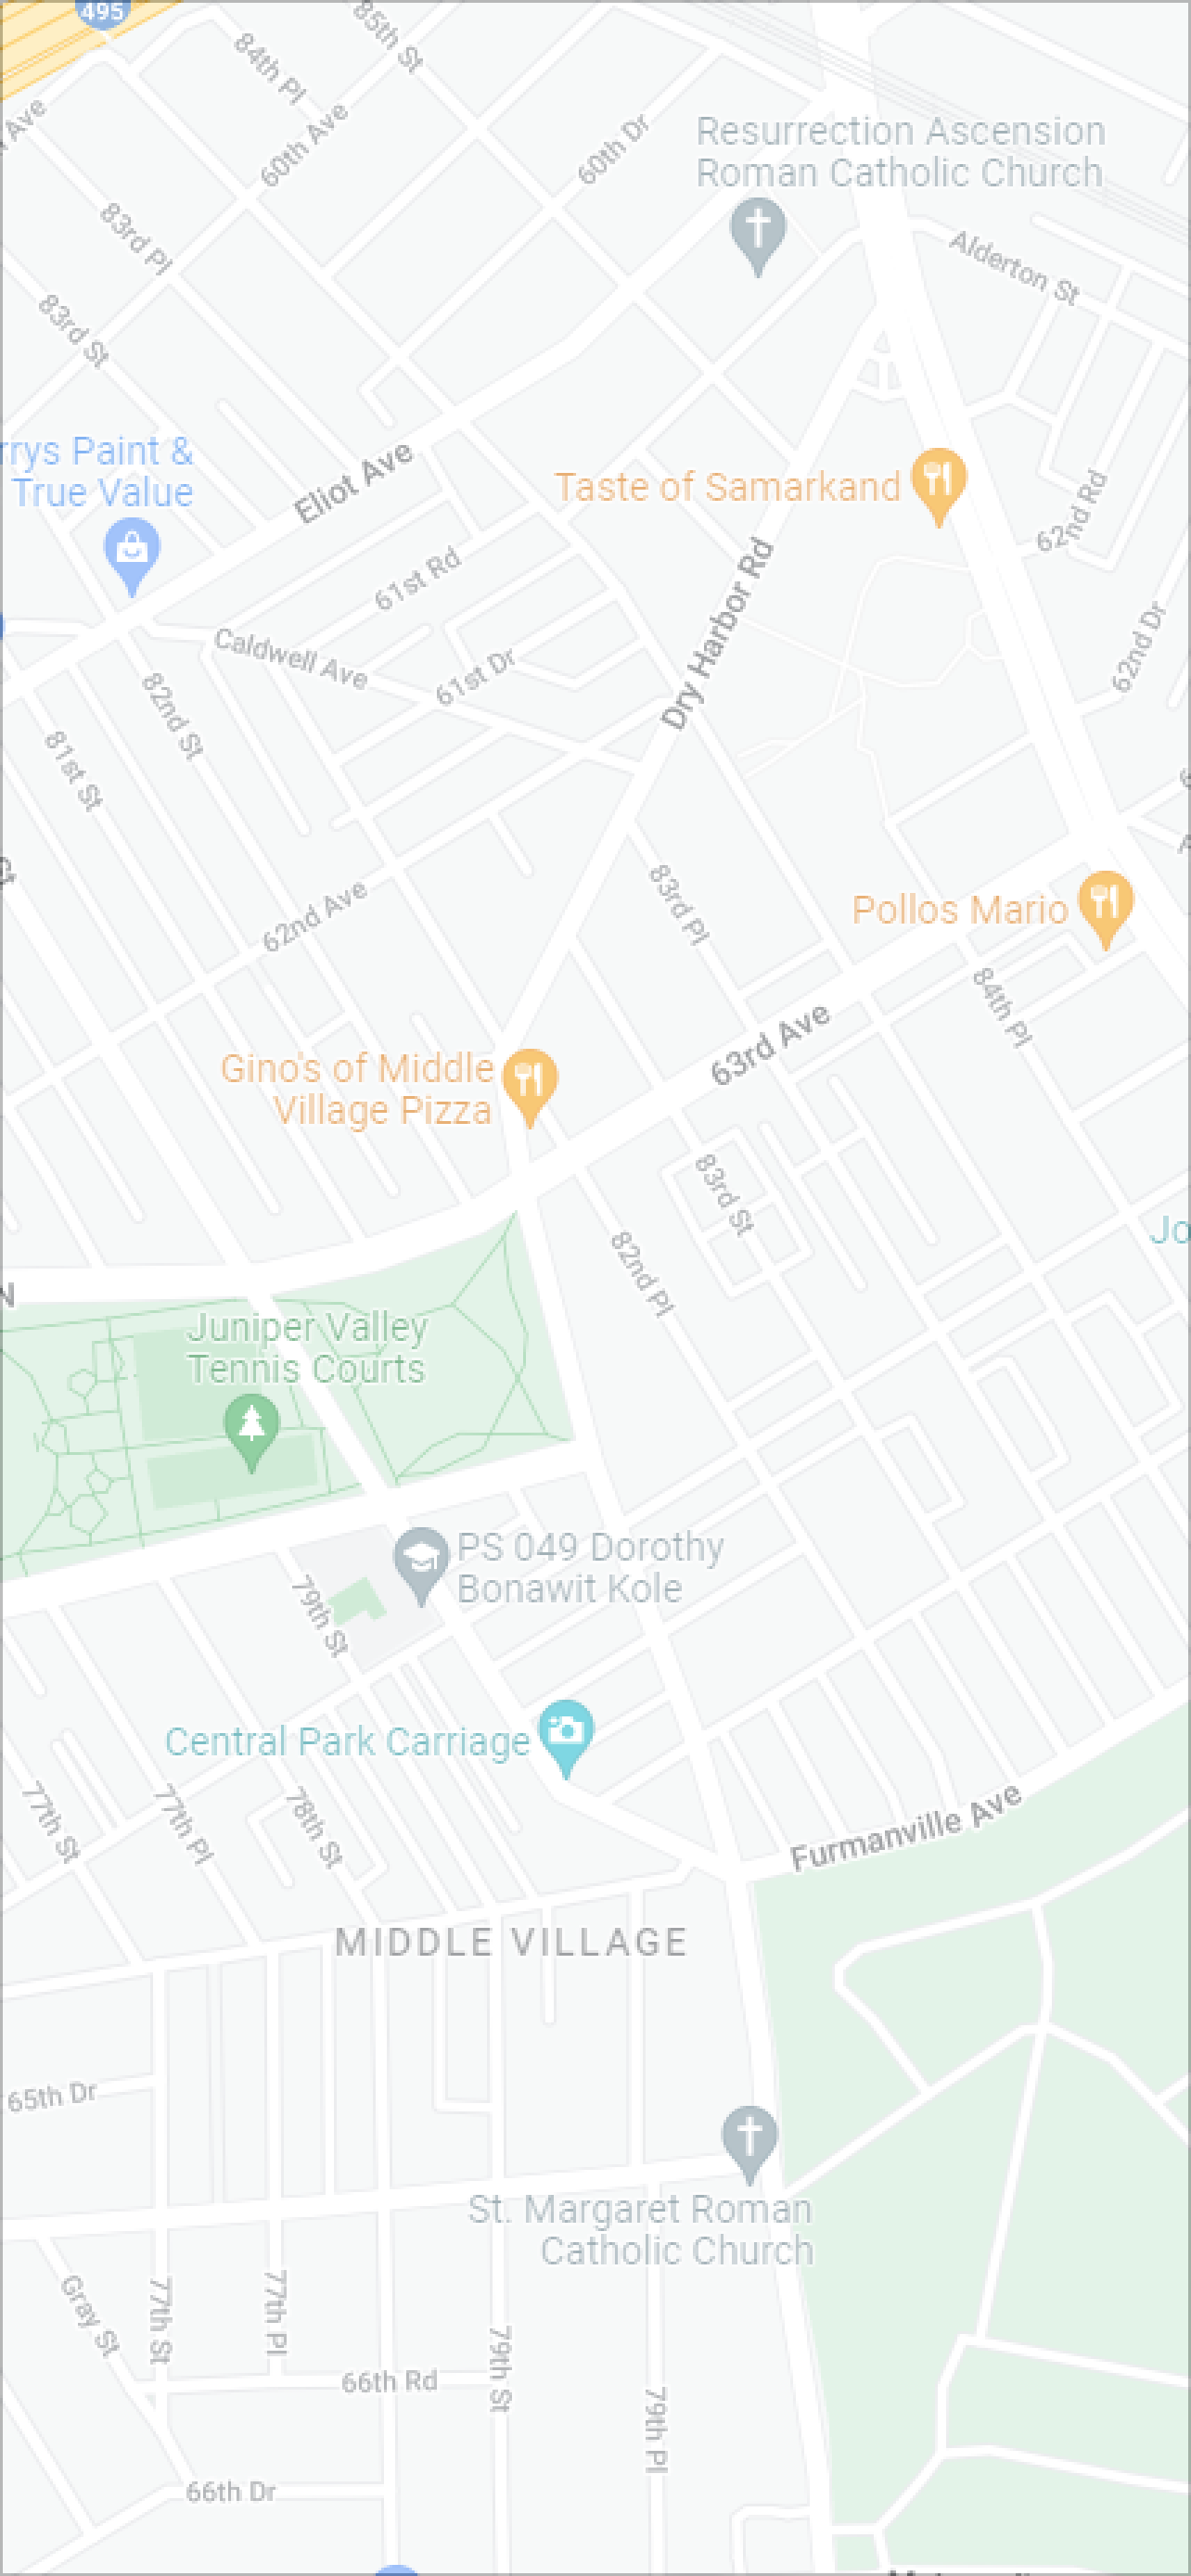 495
85th St
84th Pl
Ave
60th Ave
60th Dr
Resurrection Ascension
Roman Catholic Church
83rd Pl
Alderton St
83rd St
rrys Paint &
True Value
Eliot Ave
Taste of Samarkand
62nd Rd
61st Rd
Dry Harbor Rd
Caldwell Ave
61st Dr
62nd Dr
82nd St
81st St
St
83rd Pl
62nd Ave
Pollos Mario
84th Pl
63rd Ave
Gino's of Middle
Village Pizza
83rd St
Jo
82nd Pl
N
Juniper Valley
Tennis Courts
PS 049 Dorothy
Bonawit Kole
79th St
Central Park Carriage
77th St
77th Pl
78th St
Furmanville Ave
MIDDLE VILLAGE
65th Dr
St. Margaret Roman
Catholic Church
Gray St
77th St
77th Pl
66th Rd
79th St
79th Pl
66th Dr